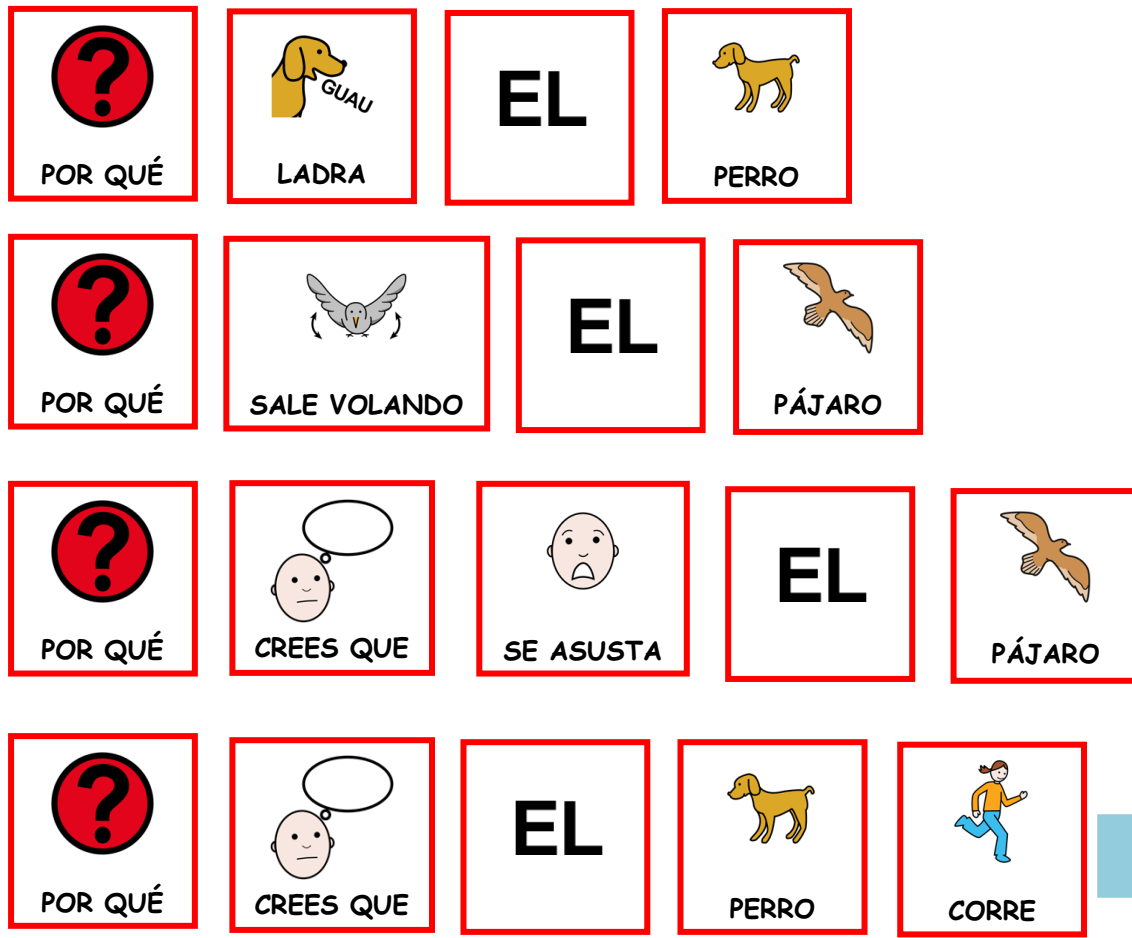 GUAU
EL
POR QUÉ LADRA PERRO
EL
POR QUÉ SALE VOLANDO PÁJARO
EL
POR QUÉ CREES QUE SE ASUSTA PÁJARO
EL
POR QUÉ CREES QUE PERRO CORRE